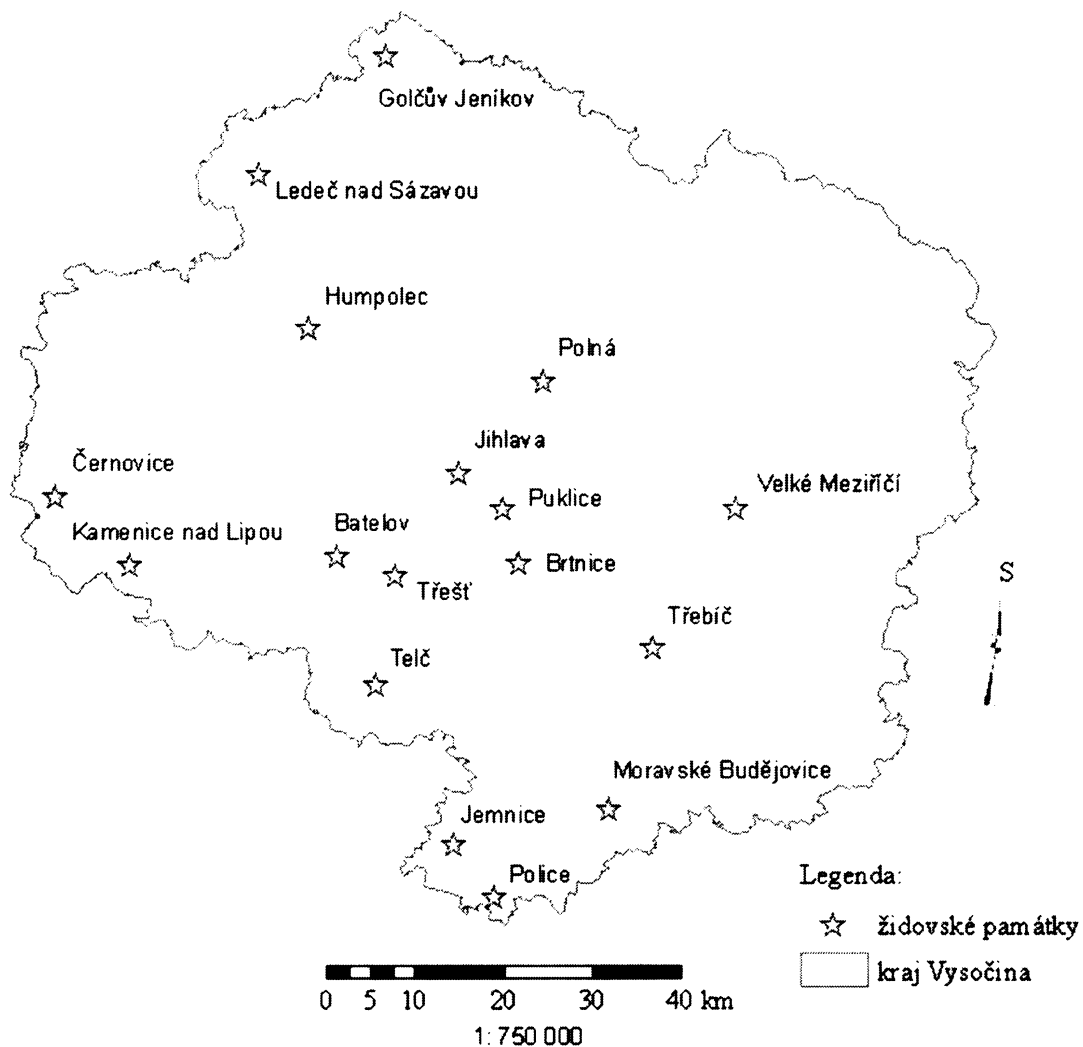 Golčův Jeníkov
Ledeč nad Sázavou
Humpolec
Polná
Jihlava
Černovice
Velké Meziříčí
Puklice
Batelov
Kamenice nad Lipou
Brtnice
Třešť
S
Třebíč
Telč
Moravské Budějovice
Jemnice
Police
Legenda:
židovské památky
kraj Vysočina
0 5 10 20 30 40 km
1: 750 000